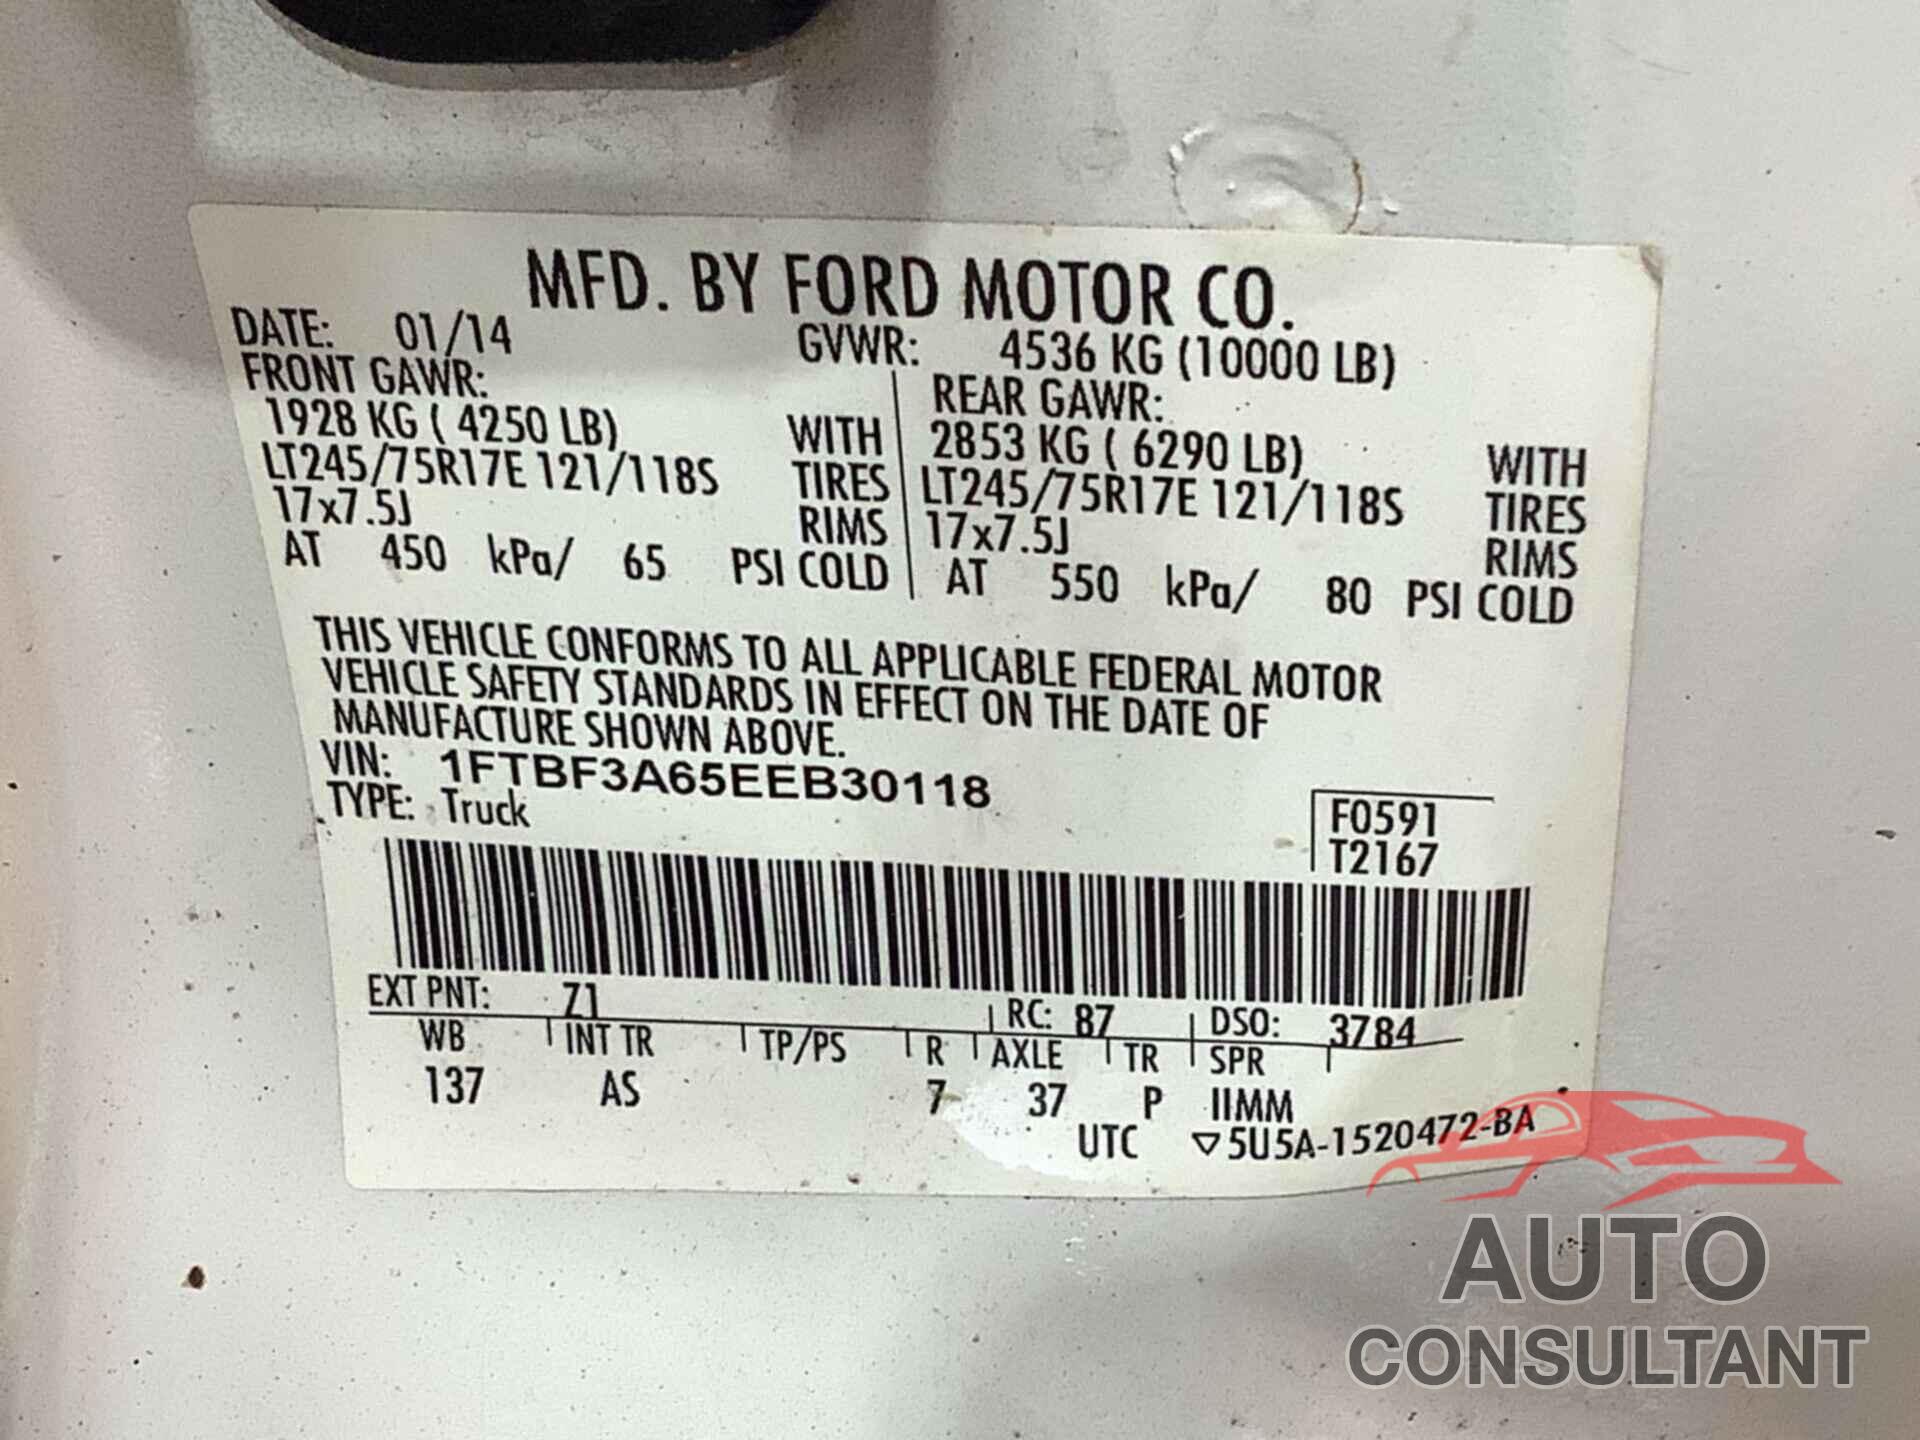 MFD. BY FORD MOTOR CO.
DATE: 01/14 GVWR: 4536 KG (10000 LB)
FRONT GAWR: REAR GAWR:
1928 KG ( 4250 LB) WITH 2853 KG ( 6290 LB) WITH
LT245/75R17E 121/118S TIRES LT245/75R17E 121/118S TIRES
17x7.5J RIMS 17x7.5J RIMS
AT 450 kPa/ 65 PSI COLD AT 550 kPa/ 80 PSI COLD
THIS VEHICLE CONFORMS TO ALL APPLICABLE FEDERAL MOTOR
VEHICLE SAFETY STANDARDS IN EFFECT ON THE DATE OF
MANUFACTURE SHOWN ABOVE.
VIN: 1FTBF3A65EEB30118
TYPE: Truck F0591
T2167
EXT PNT: Z1 RC: 87 DSO: 3784
WB INT TR TP/PS R AXLE TR SPR
137 AS 7 37 P IIMM
UTC ▽5U5A-1520472-BA
AUTO
CONSULTANT